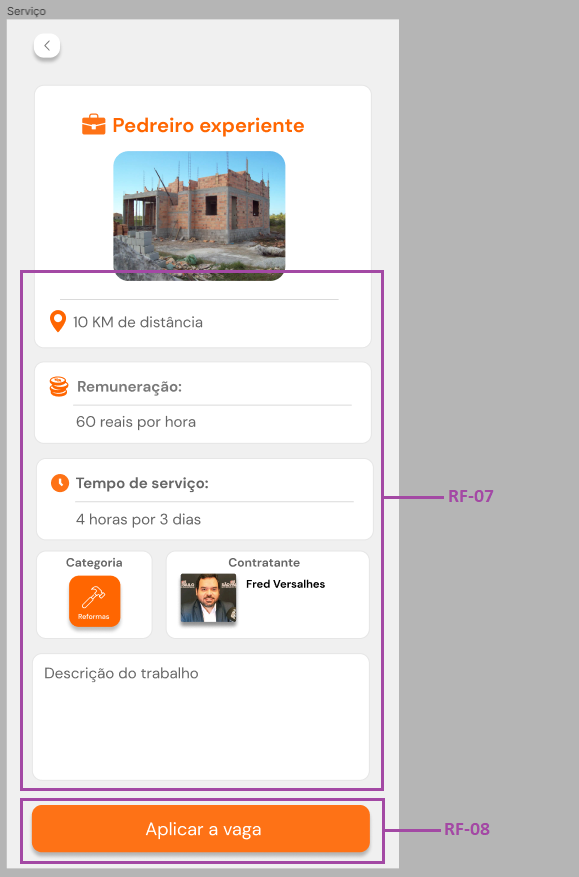 Serviço
Pedreiro experiente
10 KM de distância
Remuneração:
60 reais por hora
RF-07
Tempo de serviço:
4 horas por 3 dias
Categoria
Contratante
Fred Versalhes
Reformas
Descrição do trabalho
Aplicar a vaga
RF-08